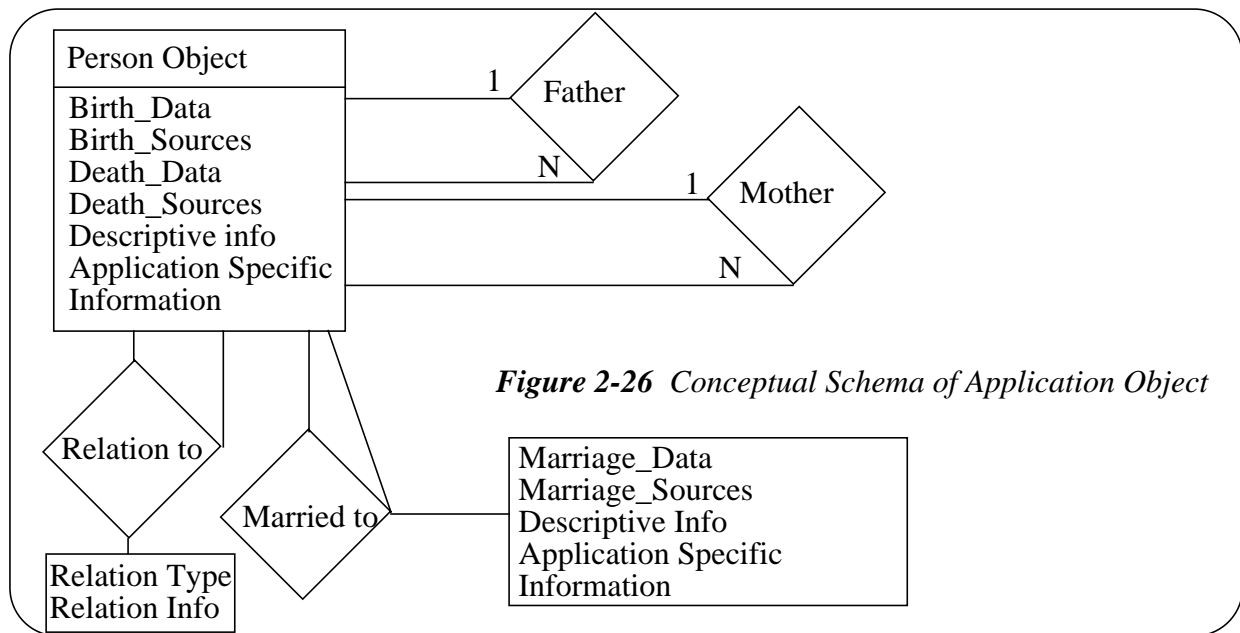 Person Object
Birth_Data
Birth_Sources
Death_Data
Death_Sources
Descriptive info
Application Specific
Information
1
Father
N
1
Mother
N
Figure 2-26 Conceptual Schema of Application Object
Relation to
Married to
Marriage_Data
Marriage_Sources
Descriptive Info
Application Specific
Information
Relation Type
Relation Info